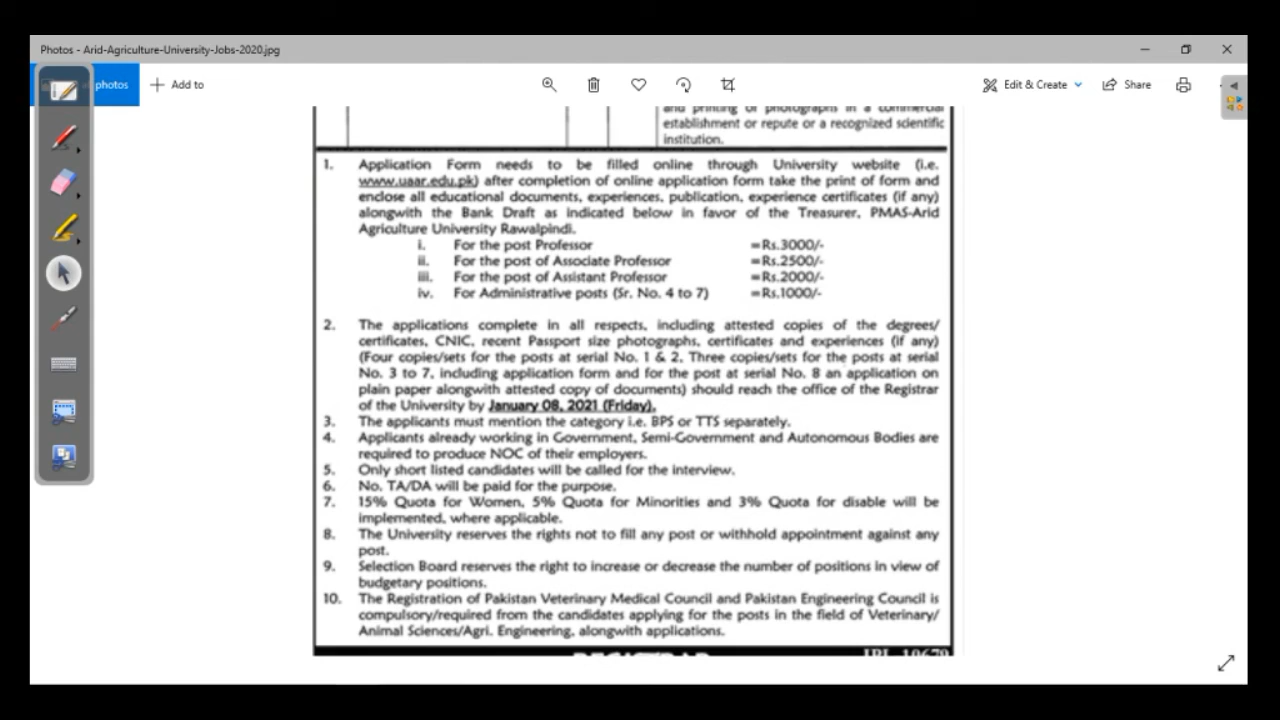 Photos - Arid-Agriculture-University-Jobs-2020.jpg
photos
Add to
Edit & Create
Share
and printing of photographs in a commercial
establishment or repute or a recognized scientific
institution.
1. Application Form needs to be filled online through University website (i.e.
www.uaar.edu.pk) after completion of online application form take the print of form and
enclose all educational documents, experiences, publication, experience certificates (if any)
alongwith the Bank Draft as indicated below in favor of the Treasurer, PMAS-Arid
Agriculture University Rawalpindi.
i. For the post Professor =Rs.3000/-
ii. For the post of Associate Professor =Rs.2500/-
iii. For the post of Assistant Professor =Rs.2000/-
iv. For Administrative posts (Sr. No. 4 to 7) =Rs.1000/-
2. The applications complete in all respects, including attested copies of the degrees/
certificates, CNIC, recent Passport size photographs, certificates and experiences (if any)
(Four copies/sets for the posts at serial No. 1 & 2, Three copies/sets for the posts at serial
No. 3 to 7, including application form and for the post at serial No. 8 an application on
plain paper alongwith attested copy of documents) should reach the office of the Registrar
of the University by January 08, 2021 (Friday).
3. The applicants must mention the category i.e. BPS or TTS separately.
4. Applicants already working in Government, Semi-Government and Autonomous Bodies are
required to produce NOC of their employers.
5. Only short listed candidates will be called for the interview.
6. No. TA/DA will be paid for the purpose.
7. 15% Quota for Women, 5% Quota for Minorities and 3% Quota for disable will be
implemented, where applicable.
8. The University reserves the rights not to fill any post or withhold appointment against any
post.
9. Selection Board reserves the right to increase or decrease the number of positions in view of
budgetary positions.
10. The Registration of Pakistan Veterinary Medical Council and Pakistan Engineering Council is
compulsory/required from the candidates applying for the posts in the field of Veterinary/
Animal Sciences/Agri. Engineering, alongwith applications.
REGISTRAR